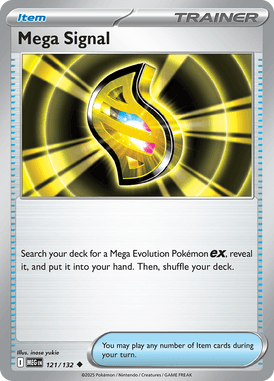 Item
TRAINER
Mega Signal
Search your deck for a Mega Evolution Pokémon ex, reveal
it, and put it into your hand. Then, shuffle your deck.
You may play any number of Item cards during
your turn.
Illus. inose yukie
I MEG EN 121/132 ◆
©2025 Pokémon / Nintendo / Creatures / GAME FREAK